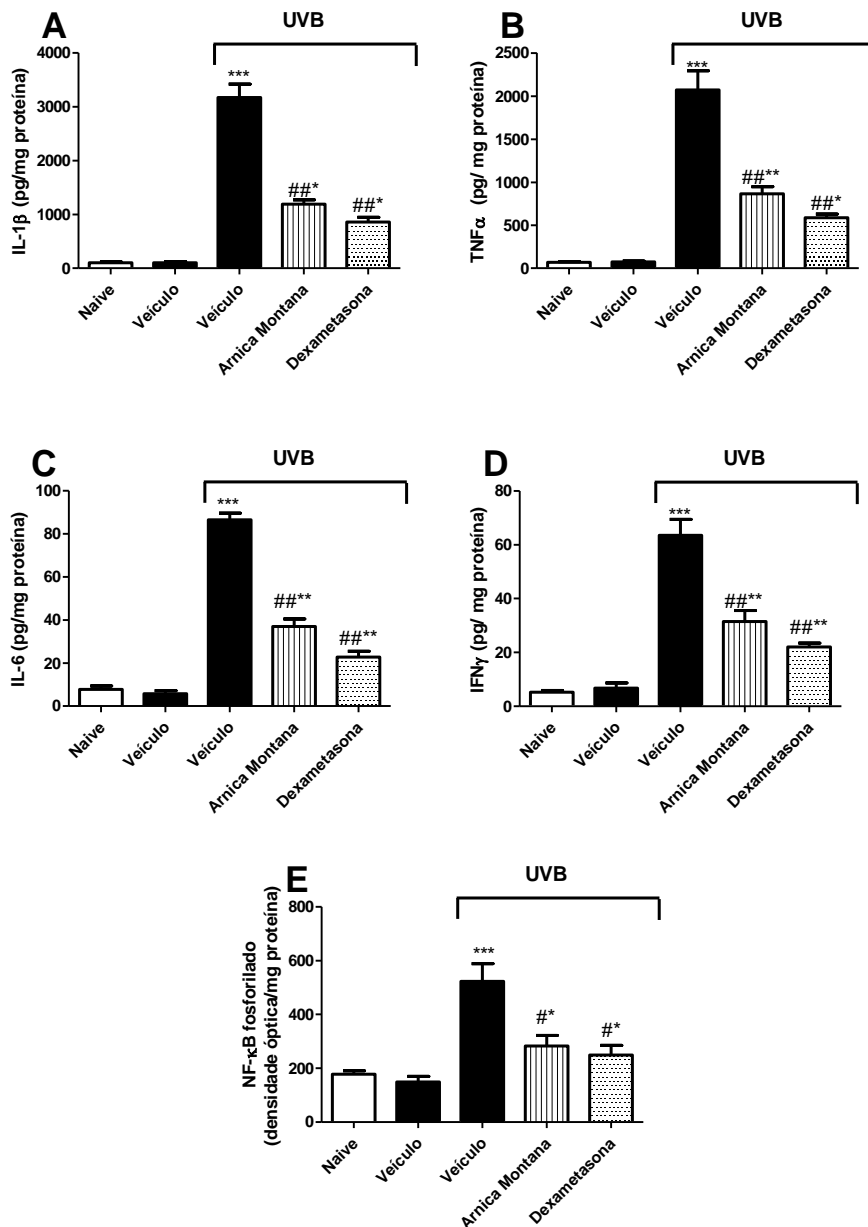 A
UVB
IL-1β (pg/mg proteína)
4000
3000
2000
1000
0
***
##*
##*
Naive
Veículo
Veículo
Arnica Montana
Dexametasona
B
UVB
TNFα (pg/ mg proteína)
2500
2000
1500
1000
500
0
***
##**
##*
Naive
Veículo
Veículo
Arnica Montana
Dexametasona
C
UVB
IL-6 (pg/mg proteína)
100
80
60
40
20
0
***
##**
##**
Naive
Veículo
Veículo
Arnica Montana
Dexametasona
D
UVB
IFNγ (pg/ mg proteína)
80
60
40
20
0
***
##**
##**
Naive
Veículo
Veículo
Arnica Montana
Dexametasona
E
UVB
NF-κB fosforilado
(densidade óptica/mg proteína)
800
600
400
200
0
***
#*
#*
Naive
Veículo
Veículo
Arnica Montana
Dexametasona